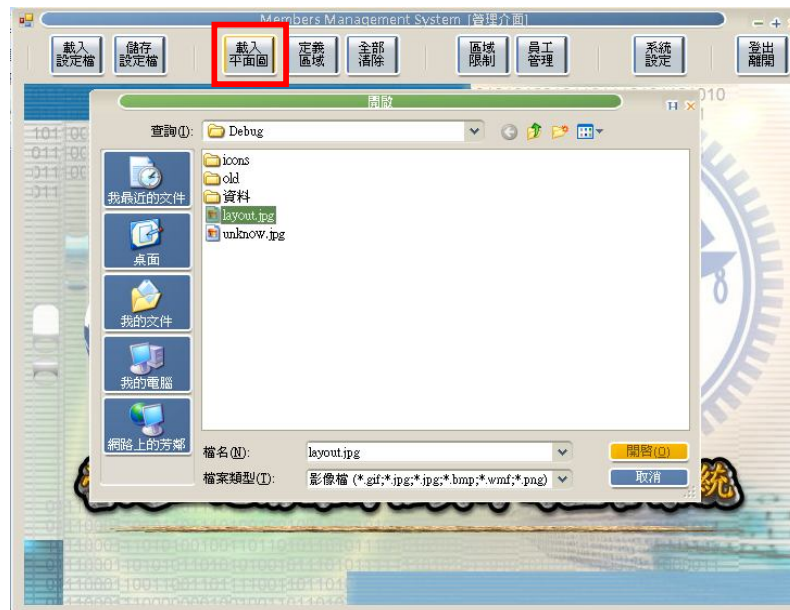 Members Management System [管理介面]
載入
設定檔
儲存
設定檔
載入
平面圖
定義
區域
全部
清除
區域
限制
員工
管理
系統
設定
登出
離開
開啟
查詢(I):
Debug
我最近的文件
桌面
我的文件
我的電腦
網路上的芳鄰
icons
old
資料
layout.jpg
unknow.jpg
檔名(N):
layout.jpg
開啓(O)
檔案類型(T):
影像檔 (*.gif;*.jpg;*.jpg;*.bmp;*.wmf;*.png)
取消
統